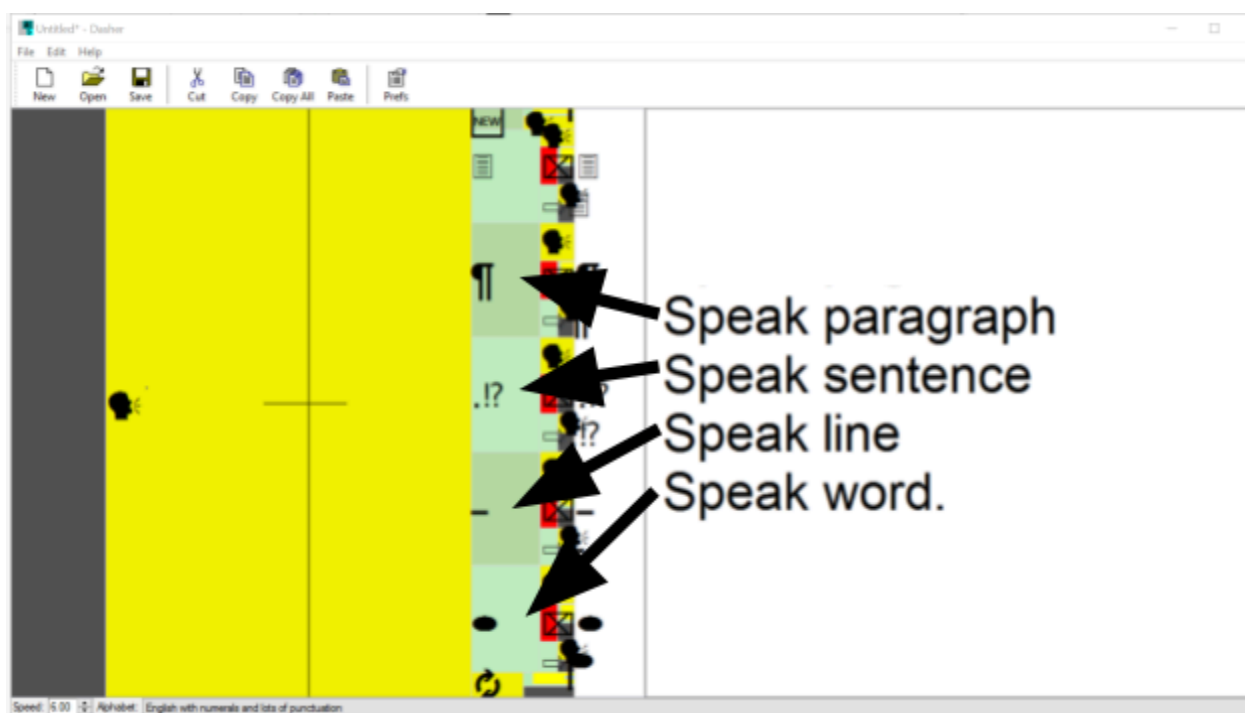 Untitled* - Dasher
File Edit Help
New Open Save Cut Copy Copy All Paste Prefs
NEW
¶
¶
Speak paragraph
Speak sentence
.!?
!?
Speak line
Speak word.
Speed: 6.00 Alphabet: English with numerals and lots of punctuation